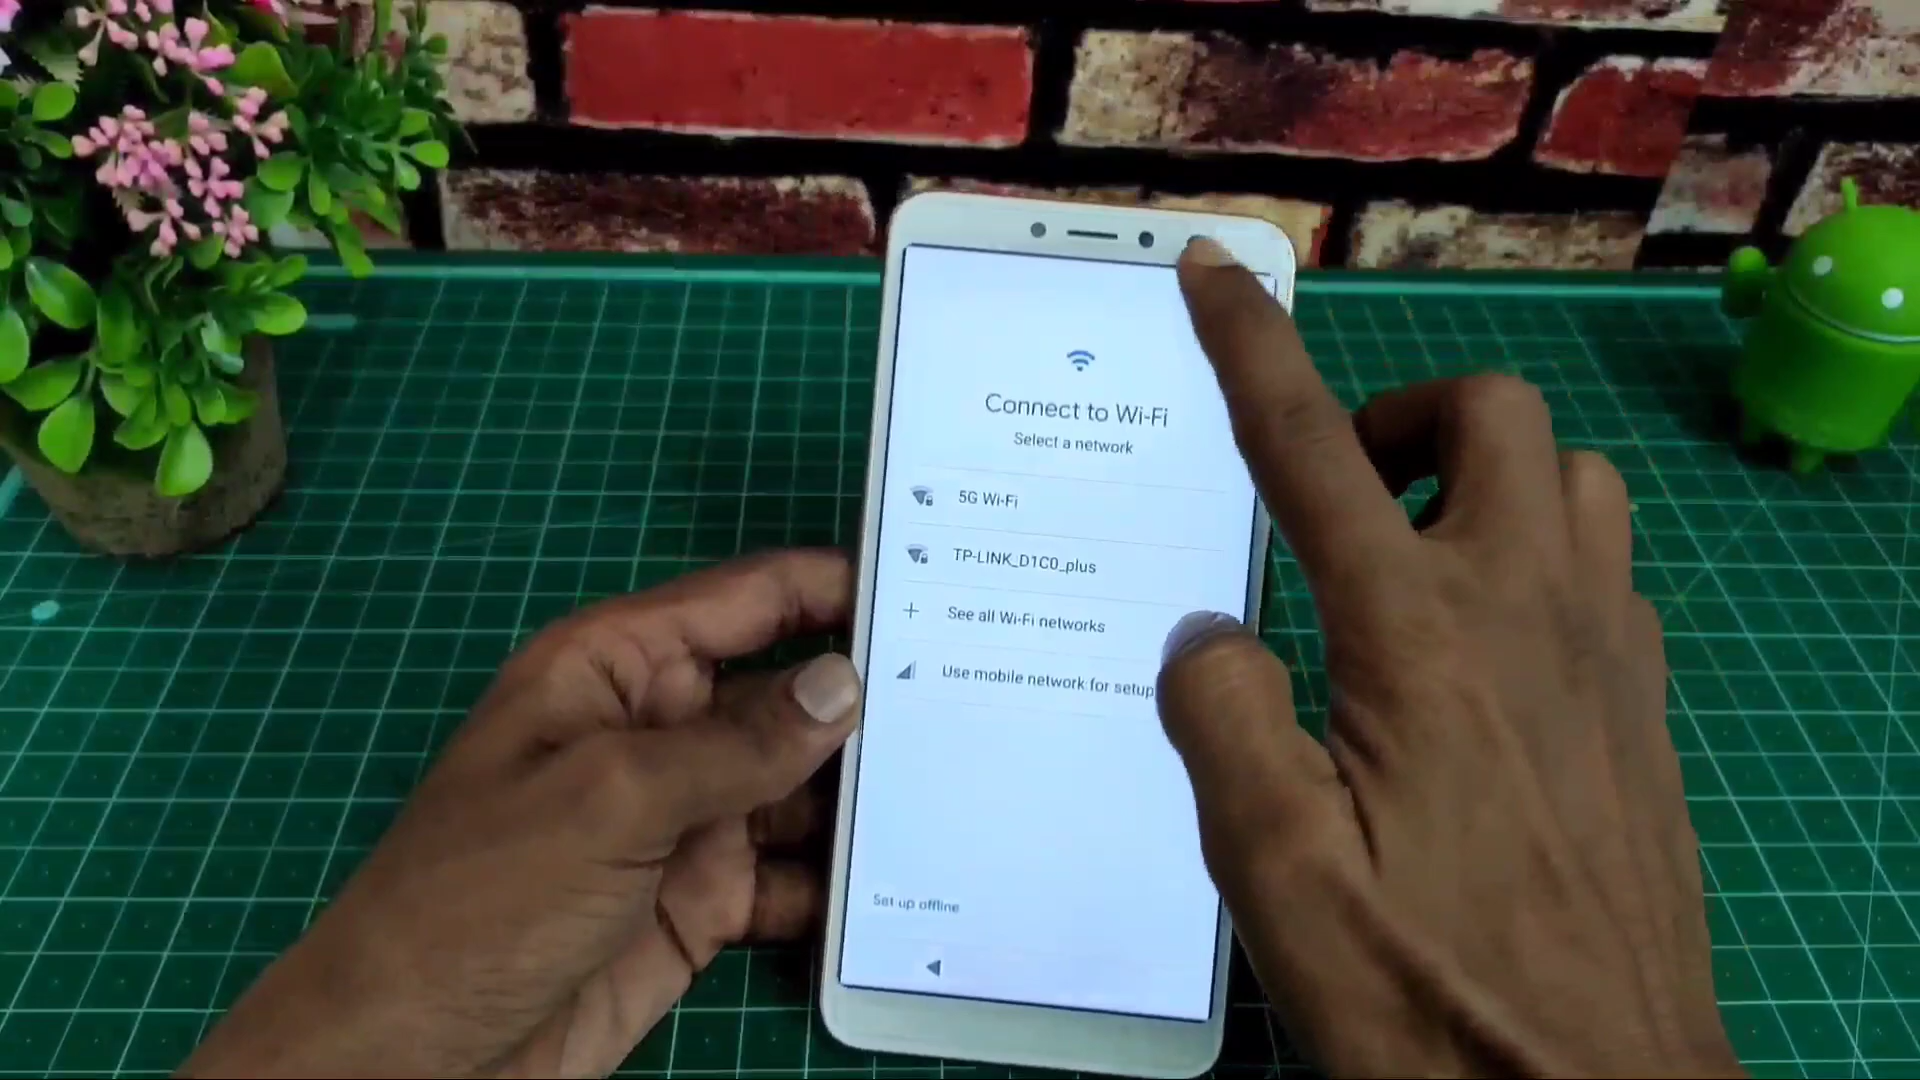 Connect to Wi-Fi
Select a network
5G Wi-Fi
TP-LINK_D1C0_plus
See all Wi-Fi networks
Use mobile network for setup
Set up offline